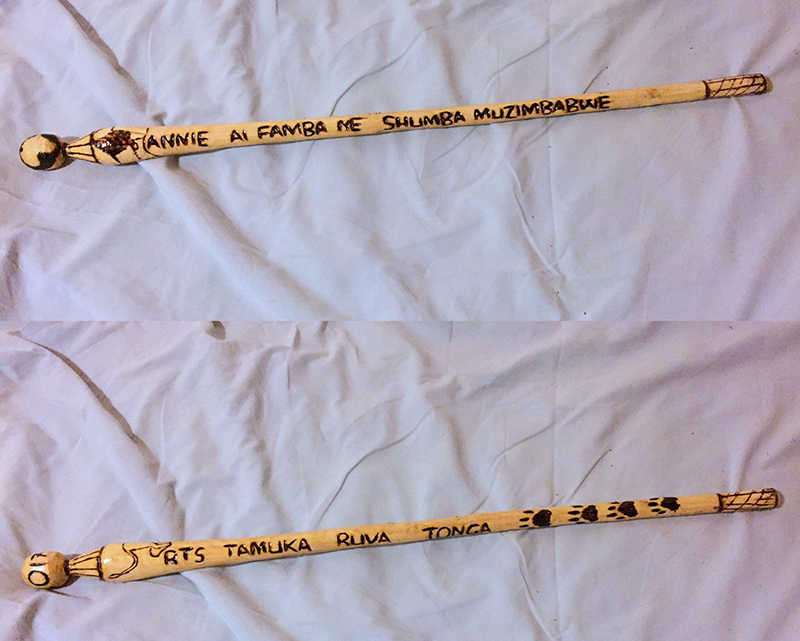 ANNIE AI FAMBA NE SHUMBA MUZIMBABWE
RTS TAMUKA RUVA TONGA